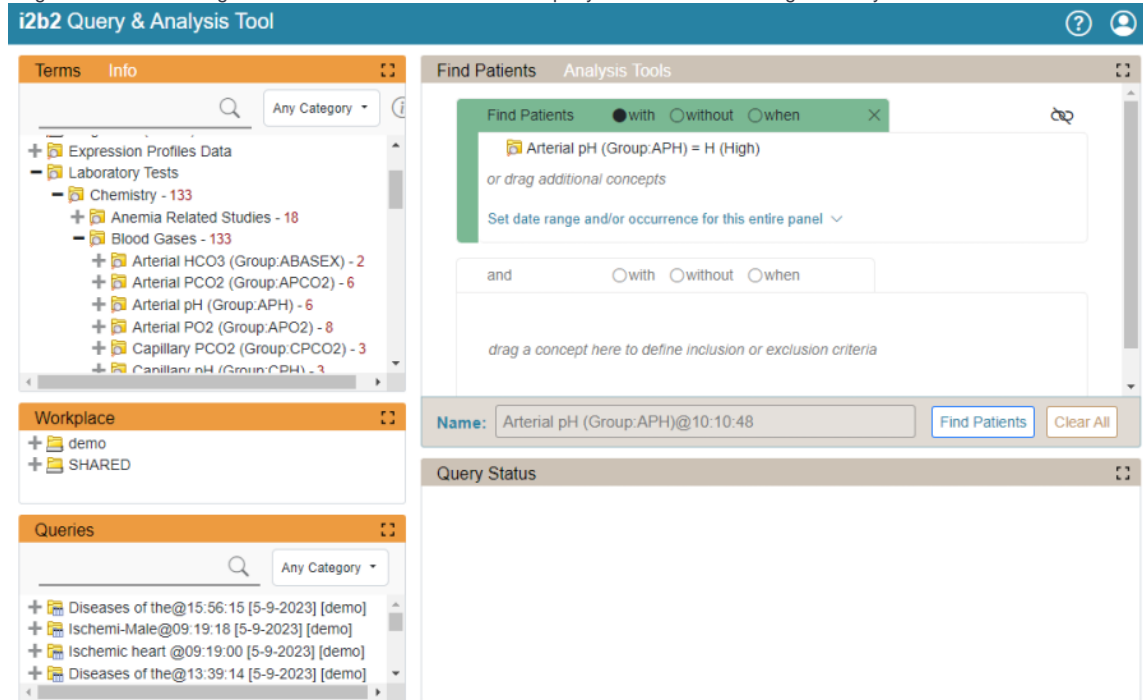 i2b2 Query & Analysis Tool
Terms Info
Any Category
Expression Profiles Data
Laboratory Tests
Chemistry - 133
Anemia Related Studies - 18
Blood Gases - 133
Arterial HCO3 (Group:ABASEX) - 2
Arterial PCO2 (Group:APCO2) - 6
Arterial pH (Group:APH) - 6
Arterial PO2 (Group:APO2) - 8
Capillary PCO2 (Group:CPCO2) - 3
Capillary pH (Group:CPH) - 3
Workplace
demo
SHARED
Queries
Any Category
Diseases of the@15:56:15 [5-9-2023] [demo]
Ischemi-Male@09:19:18 [5-9-2023] [demo]
Ischemic heart @09:19:00 [5-9-2023] [demo]
Diseases of the@13:39:14 [5-9-2023] [demo]
Find Patients Analysis Tools
Find Patients with without when
Arterial pH (Group:APH) = H (High)
or drag additional concepts
Set date range and/or occurrence for this entire panel
and with without when
drag a concept here to define inclusion or exclusion criteria
Name: Arterial pH (Group:APH)@10:10:48 Find Patients Clear All
Query Status